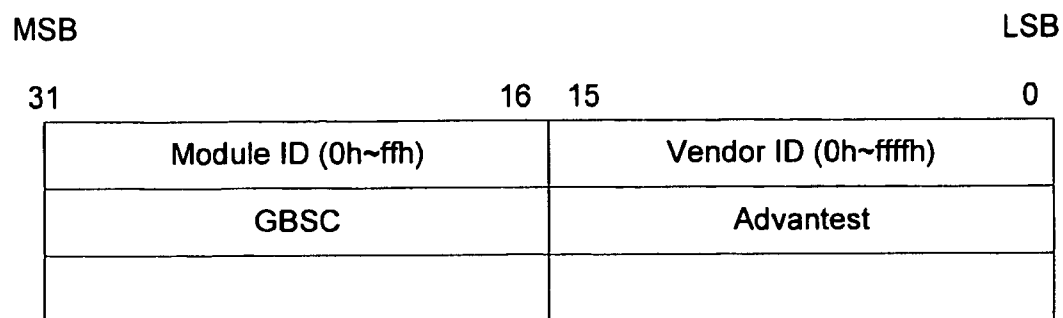 MSB LSB
31 16 15 0
Module ID (0h~ffh) Vendor ID (0h~ffffh)
GBSC Advantest